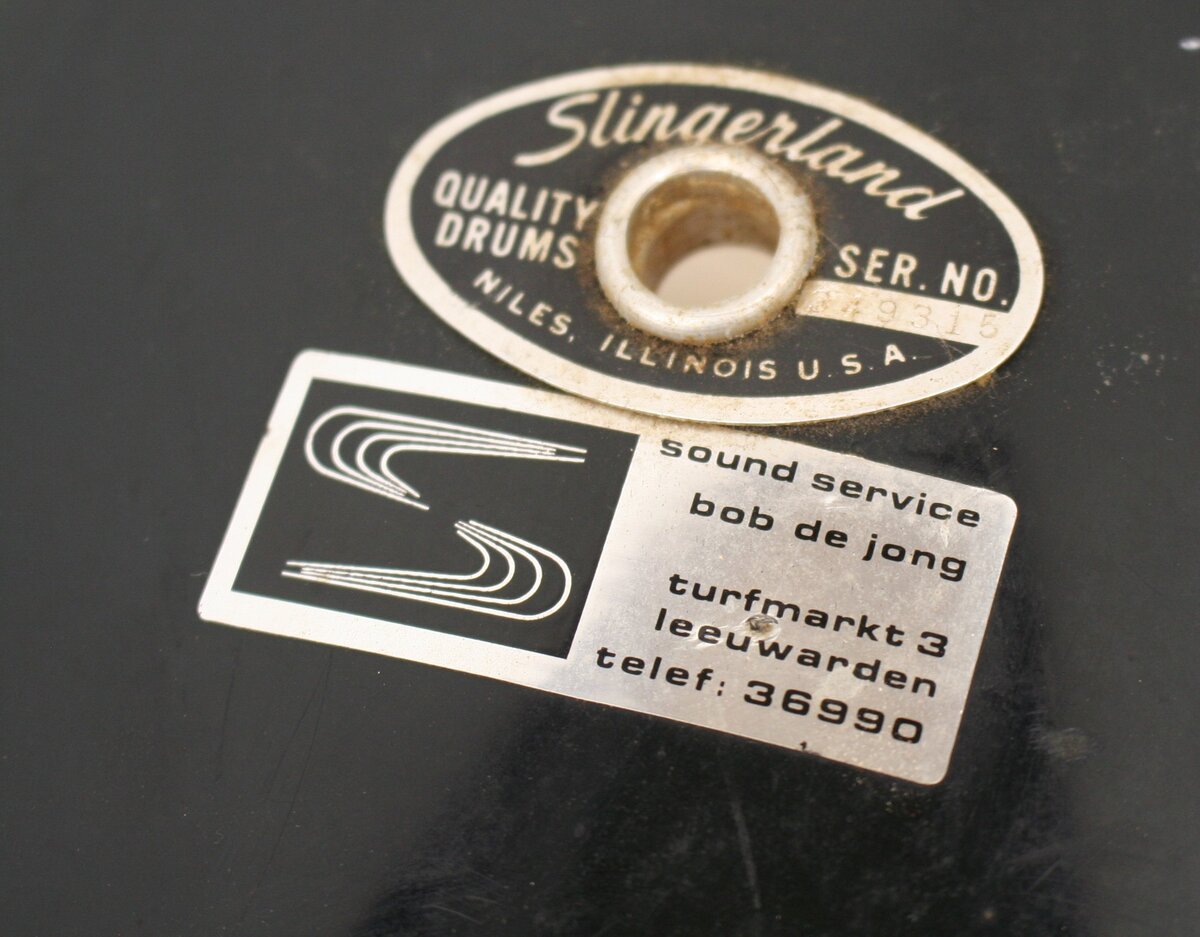 Slingerland
QUALITY
DRUMS
SER. NO.
NILES, ILLINOIS U.S.A.
sound service
bob de jong
turfmarkt 3
leeuwarden
telef: 36990